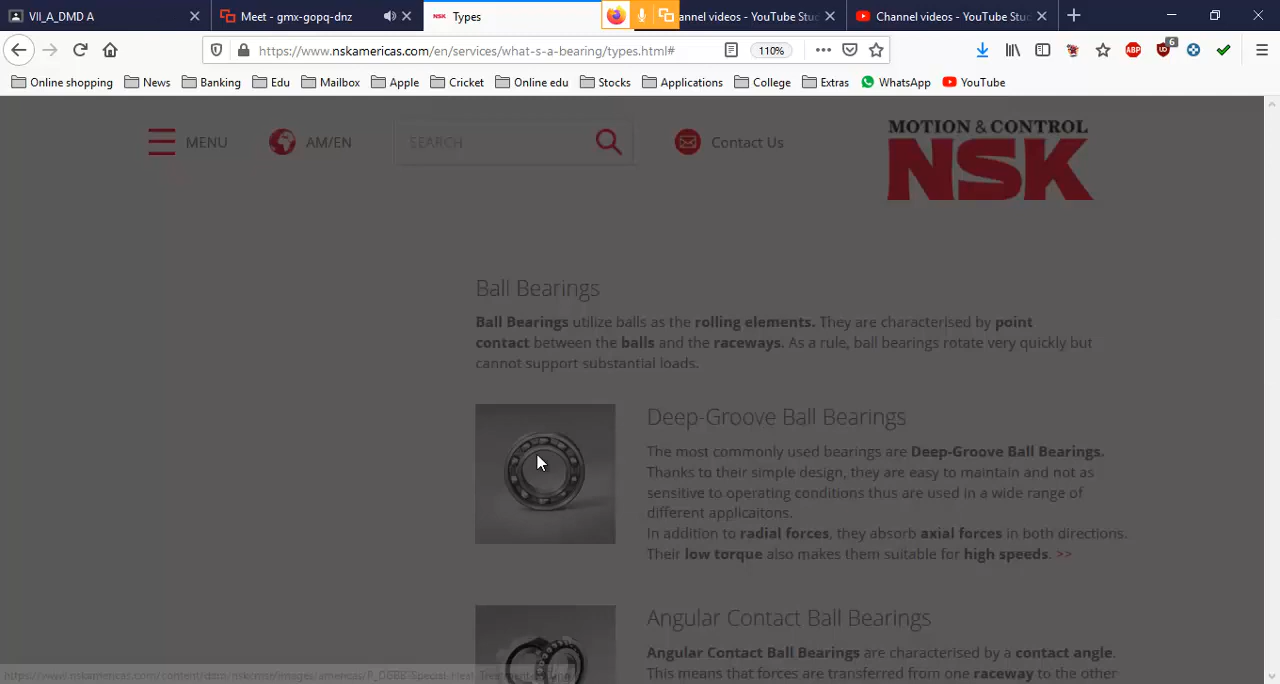 VII_A_DMD A
Meet - gmx-gopq-dnz
Types
annel videos - YouTube Stuc
Channel videos - YouTube Stuc
https://www.nskamericas.com/en/services/what-s-a-bearing/types.html#
110%
6
ABP
Online shopping
News
Banking
Edu
Mailbox
Apple
Cricket
Online edu
Stocks
Applications
College
Extras
WhatsApp
YouTube
MENU
AM/EN
SEARCH
Contact Us
MOTION & CONTROL
NSK
Ball Bearings
Ball Bearings utilize balls as the rolling elements. They are characterised by point
contact between the balls and the raceways. As a rule, ball bearings rotate very quickly but
cannot support substantial loads.
Deep-Groove Ball Bearings
The most commonly used bearings are Deep-Groove Ball Bearings.
Thanks to their simple design, they are easy to maintain and not as
sensitive to operating conditions thus are used in a wide range of
different applicaitons.
In addition to radial forces, they absorb axial forces in both directions.
Their low torque also makes them suitable for high speeds. >>
Angular Contact Ball Bearings
Angular Contact Ball Bearings are characterised by a contact angle.
This means that forces are transferred from one raceway to the other